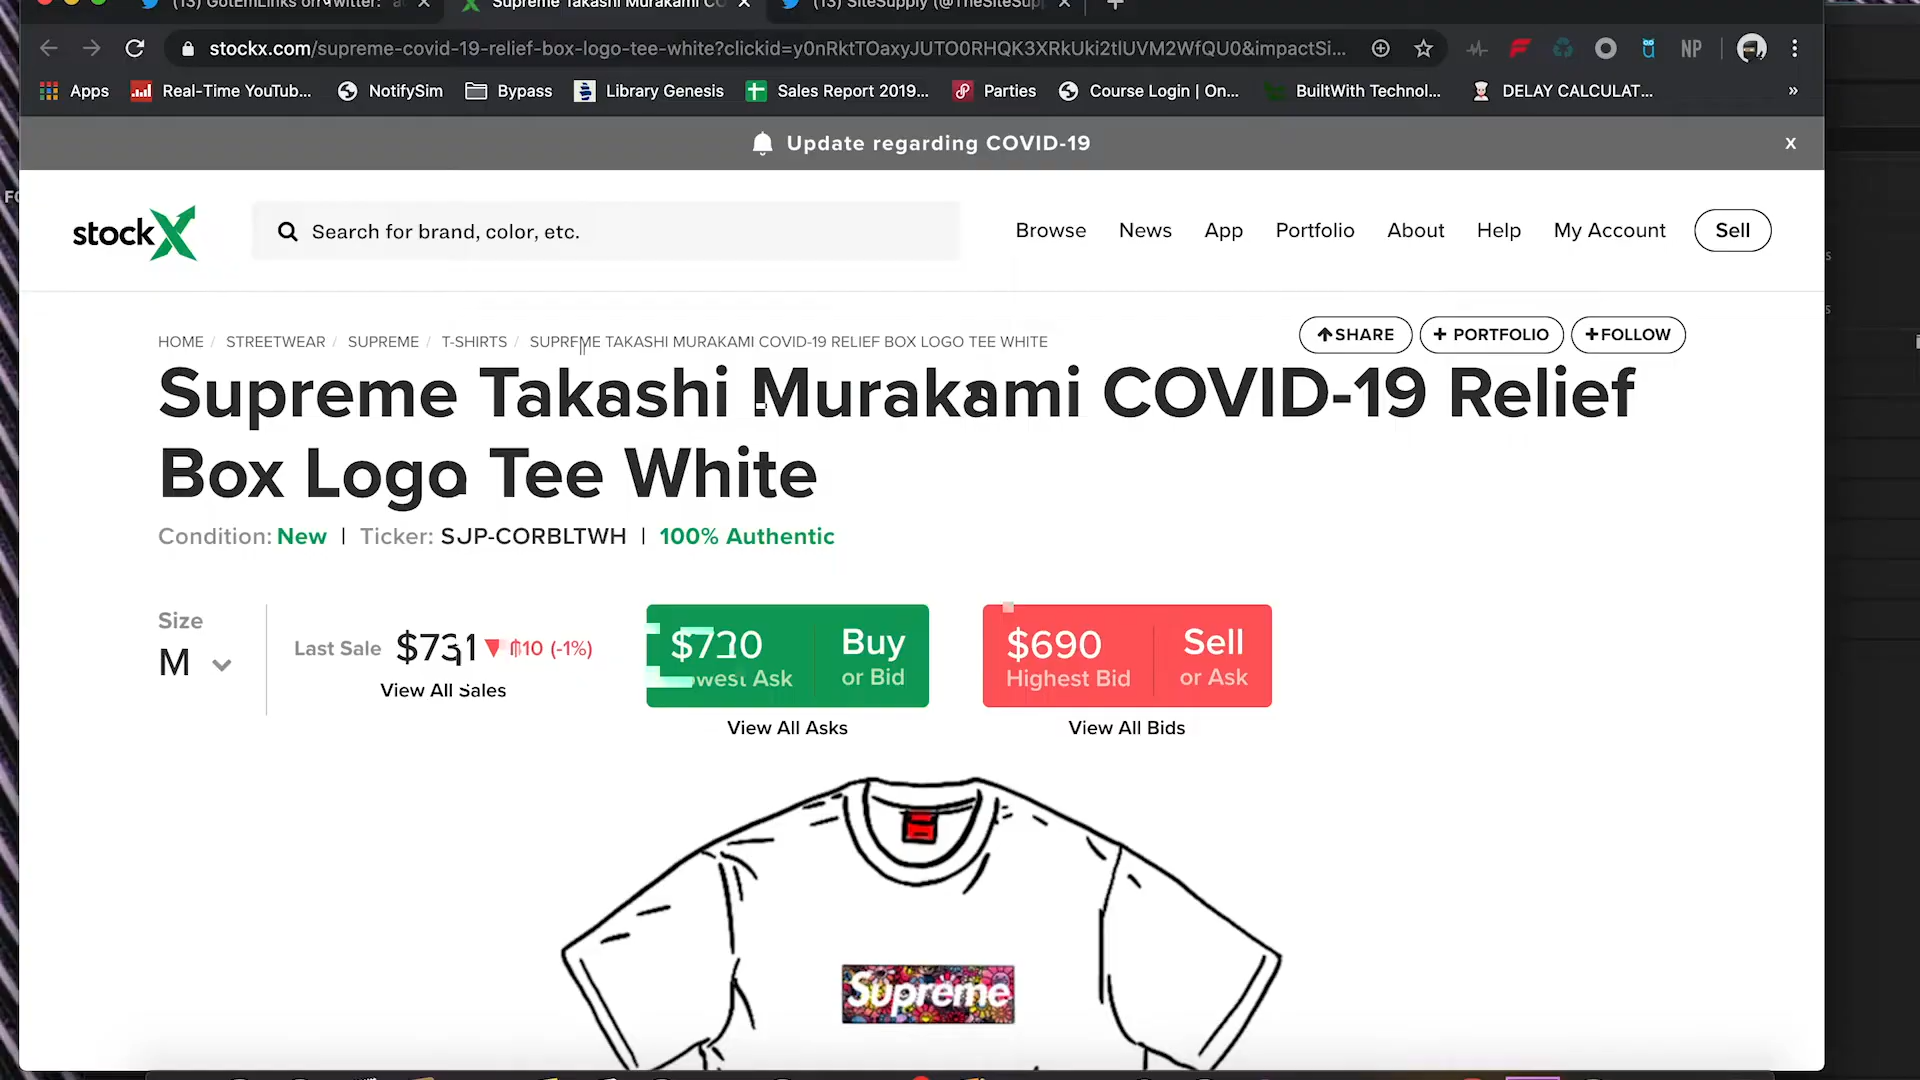 (13) GotEmLinks on Twitter:
Supreme Takashi Murakami CO
(13) SiteSupply (@TheSiteSup
stockx.com/supreme-covid-19-relief-box-logo-tee-white?clickid=y0nRktTOaxyJUTO0RHQK3XRkUki2tlUVM2WfQU0&impactSi...
NP
Apps
Real-Time YouTub...
NotifySim
Bypass
Library Genesis
Sales Report 2019...
Parties
Course Login | On...
BuiltWith Technol...
DELAY CALCULAT...
»
Update regarding COVID-19
X
stockX
Search for brand, color, etc.
Browse
News
App
Portfolio
About
Help
My Account
Sell
HOME / STREETWEAR / SUPREME / T-SHIRTS / SUPREME TAKASHI MURAKAMI COVID-19 RELIEF BOX LOGO TEE WHITE
SHARE
+ PORTFOLIO
+FOLLOW
Supreme Takashi Murakami COVID-19 Relief
Box Logo Tee White
Condition: New | Ticker: SJP-CORBLTWH | 100% Authentic
Size
M
Last Sale $731 ▼ $10 (-1%)
View All Sales
Lowest Ask
Buy
or Bid
View All Asks
$690
Highest Bid
Sell
or Ask
View All Bids
Supreme